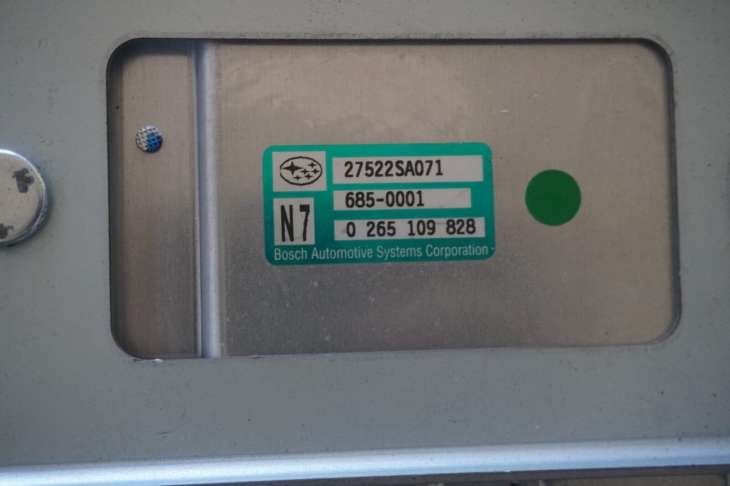 27522SA071
685-0001
N7
0 265 109 828
Bosch Automotive Systems Corporation